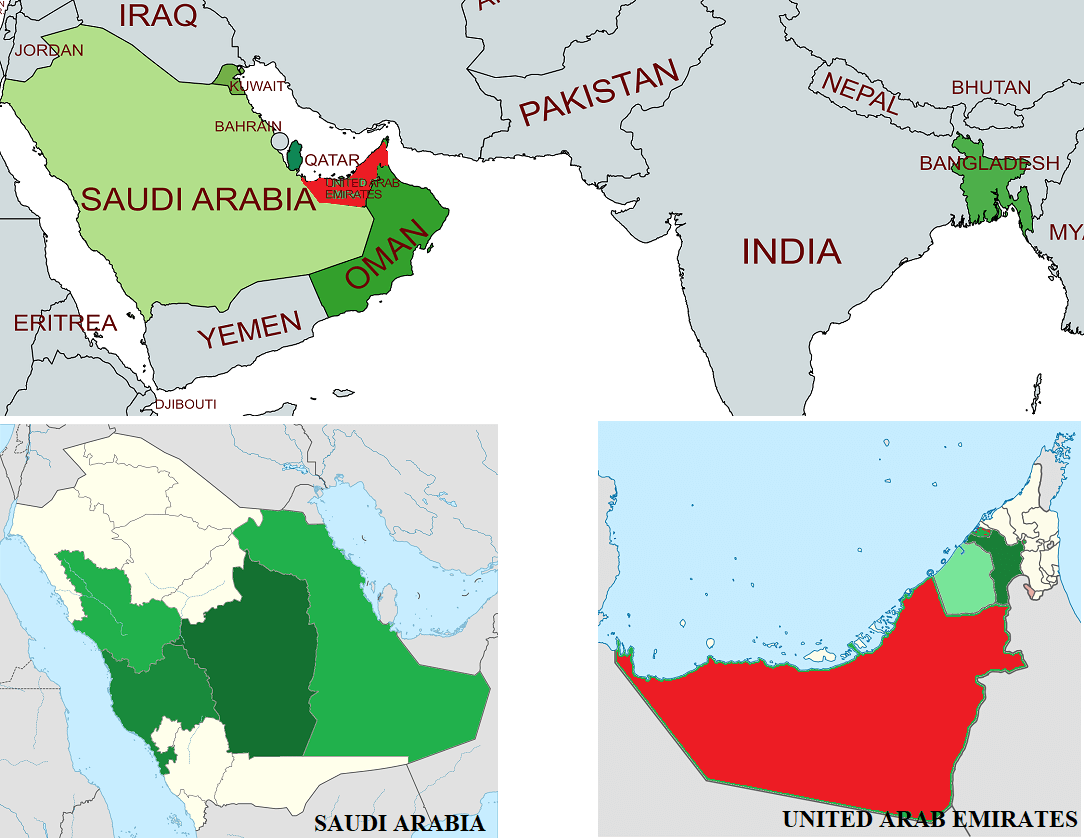 IRAQ
JORDAN
KUWAIT
BAHRAIN
QATAR
UNITED ARAB
EMIRATES
SAUDI ARABIA
OMAN
YEMEN
ERITREA
DJIBOUTI
PAKISTAN
NEPAL
BHUTAN
BANGLADESH
INDIA
MYA
SAUDI ARABIA
UNITED ARAB EMIRATES